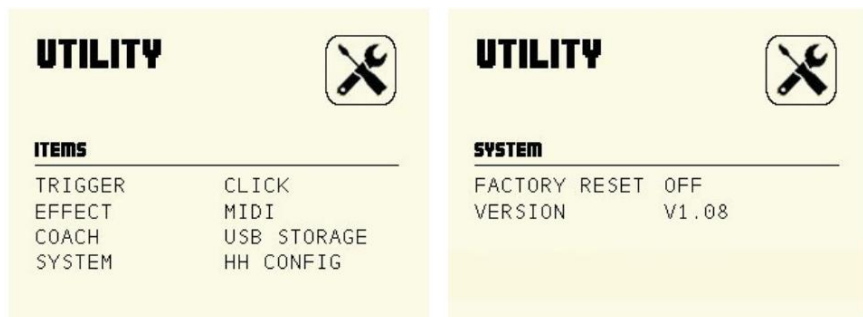 UTILITY
ITEMS
TRIGGER CLICK
EFFECT MIDI
COACH USB STORAGE
SYSTEM HH CONFIG
UTILITY
SYSTEM
FACTORY RESET OFF
VERSION V1.08